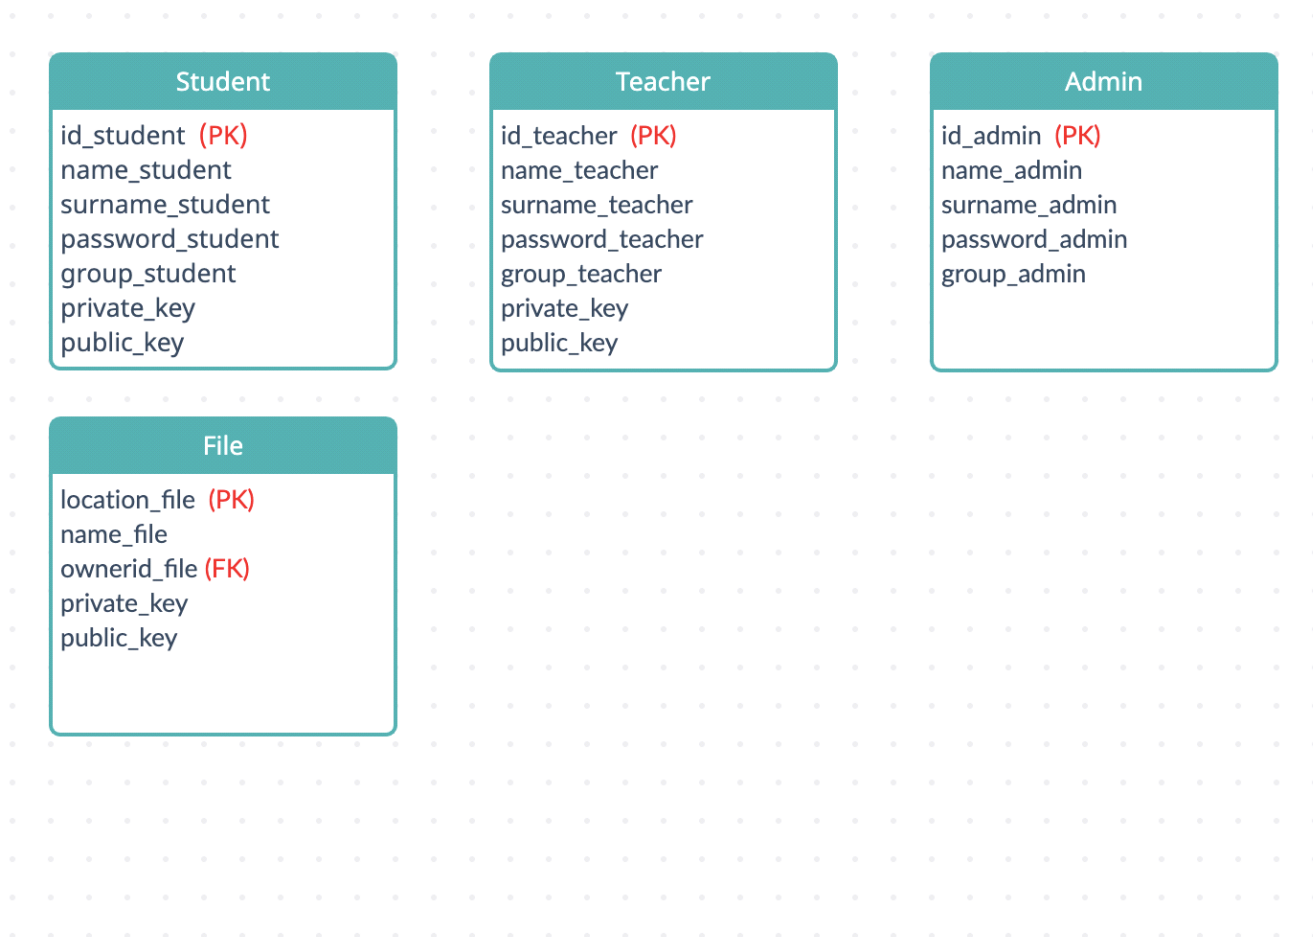 Student
id_student (PK)
name_student
surname_student
password_student
group_student
private_key
public_key
Teacher
id_teacher (PK)
name_teacher
surname_teacher
password_teacher
group_teacher
private_key
public_key
Admin
id_admin (PK)
name_admin
surname_admin
password_admin
group_admin
File
location_file (PK)
name_file
ownerid_file (FK)
private_key
public_key